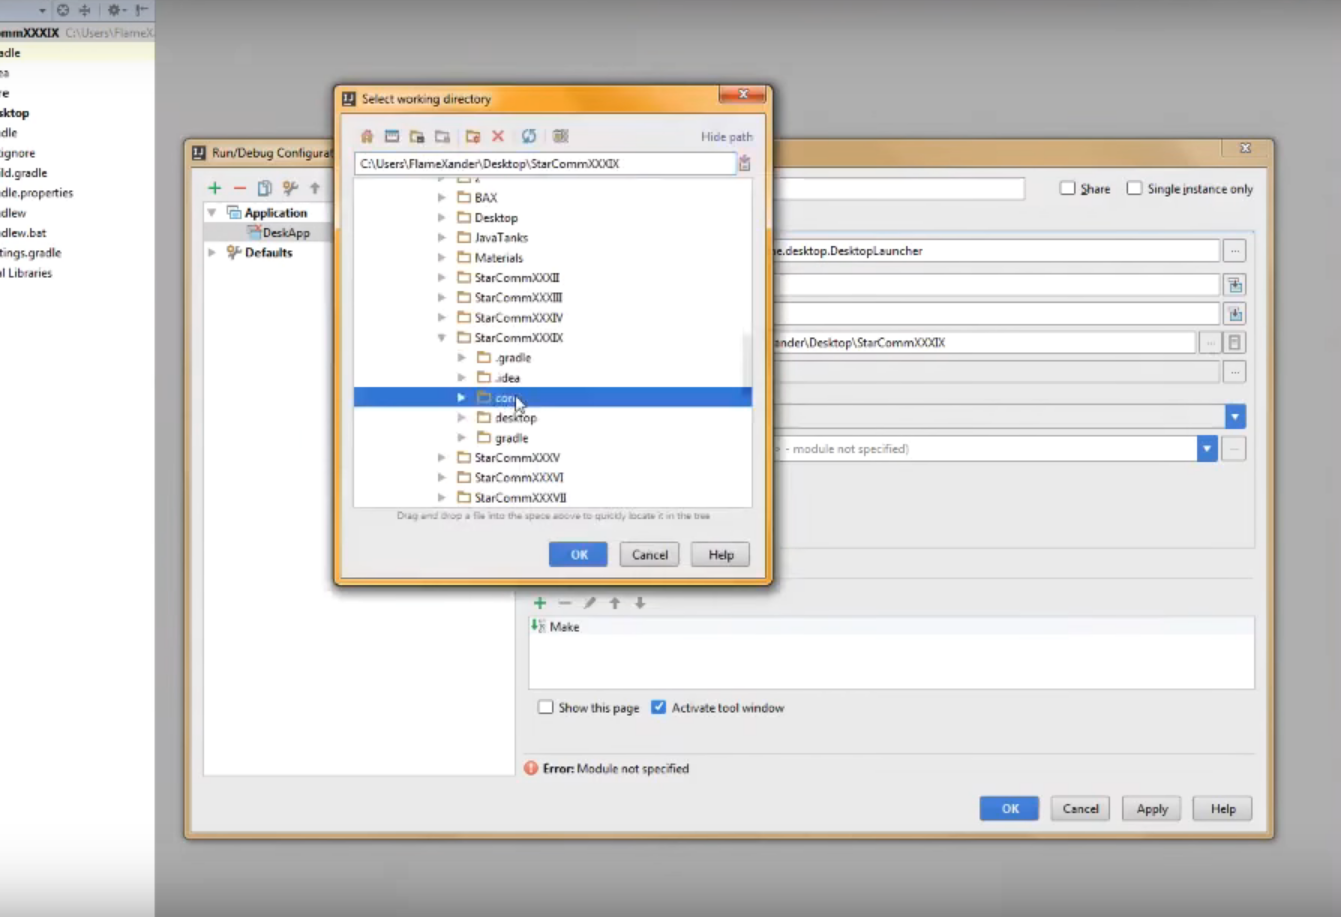 ommXXXIX C:\Users\FlameX
adle
ea
re
sktop
dle
ignore
ild.gradle
dle.properties
dlew
dlew.bat
tings.gradle
al Libraries
Select working directory
Hide path
C:\Users\FlameXander\Desktop\StarCommXXXIX
BAX
Desktop
JavaTanks
Materials
StarCommXXXII
StarCommXXXIII
StarCommXXXIV
StarCommXXXIX
.gradle
.idea
cor
desktop
gradle
StarCommXXXV
StarCommXXXVI
StarCommXXXVII
Drag and drop a file into the space above to quickly locate it in the tree
OK Cancel Help
Run/Debug Configurat
Application
DeskApp
Defaults
Share Single instance only
e.desktop.DesktopLauncher
ander\Desktop\StarCommXXXIX
> - module not specified)
Make
Show this page Activate tool window
Error: Module not specified
OK Cancel Apply Help